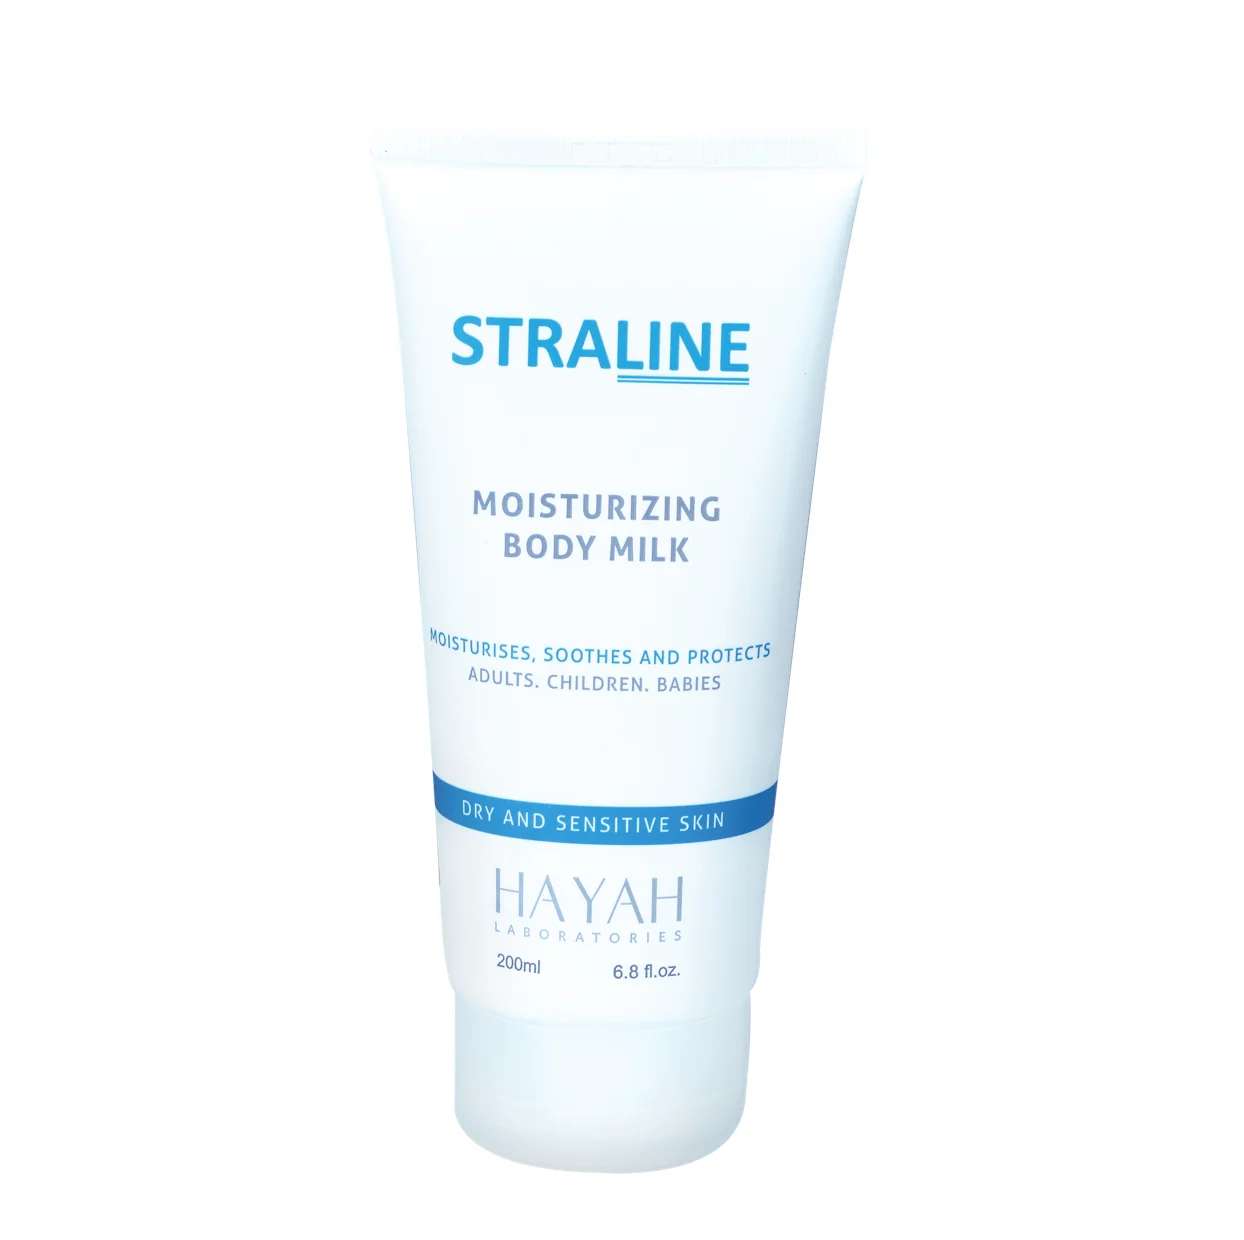 STRALINE
MOISTURIZING
BODY MILK
MOISTURISES, SOOTHES AND PROTECTS
ADULTS. CHILDREN. BABIES
DRY AND SENSITIVE SKIN
HAYAH
LABORATORIES
200ml 6.8 fl.oz.